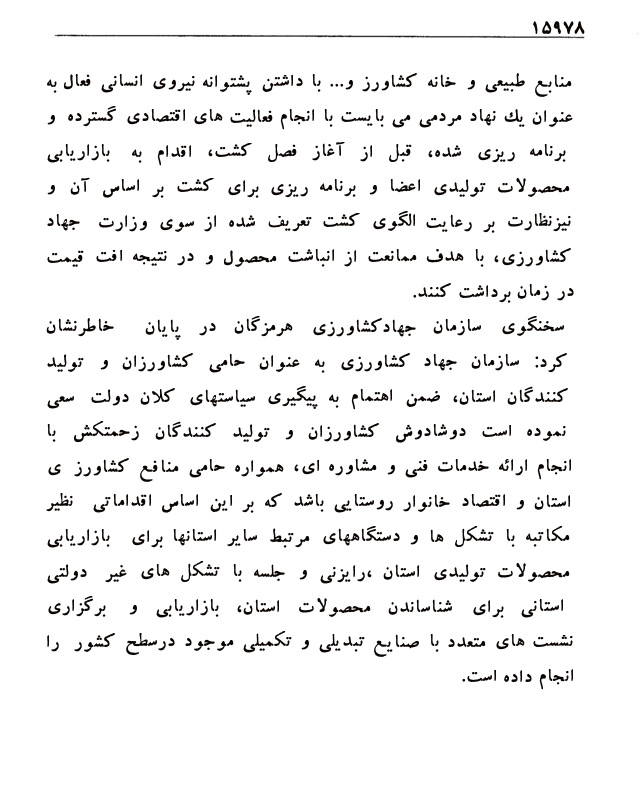 ۱۵۹۷۸
منابع طبیعی و خانه کشاورز و... با داشتن پشتوانه نیروی انسانی فعال به
عنوان یك نهاد مردمی می بایست با انجام فعالیت های اقتصادی گسترده و
برنامه ریزی شده، قبل از آغاز فصل کشت، اقدام به بازاریابی
محصولات تولیدی اعضا و برنامه ریزی برای کشت بر اساس آن و
نیزنظارت بر رعایت الگوی کشت تعریف شده از سوی وزارت جهاد
کشاورزی، با هدف ممانعت از انباشت محصول و در نتیجه افت قیمت
در زمان برداشت کنند.
سخنگوی سازمان جهادکشاورزی هرمزگان در پایان خاطرنشان
کرد: سازمان جهاد کشاورزی به عنوان حامی کشاورزان و تولید
کنندگان استان، ضمن اهتمام به پیگیری سیاستهای کلان دولت سعی
نموده است دوشادوش کشاورزان و تولید کنندگان زحمتکش با
انجام ارائه خدمات فنی و مشاوره ای، همواره حامی منافع کشاورز ی
استان و اقتصاد خانوار روستایی باشد که بر این اساس اقداماتی نظیر
مکاتبه با تشکل ها و دستگاههای مرتبط سایر استانها برای بازاریابی
محصولات تولیدی استان ،رایزنی و جلسه با تشکل های غیر دولتی
استانی برای شناساندن محصولات استان، بازاریابی و برگزاری
نشست های متعدد با صنایع تبدیلی و تکمیلی موجود درسطح کشور را
انجام داده است.